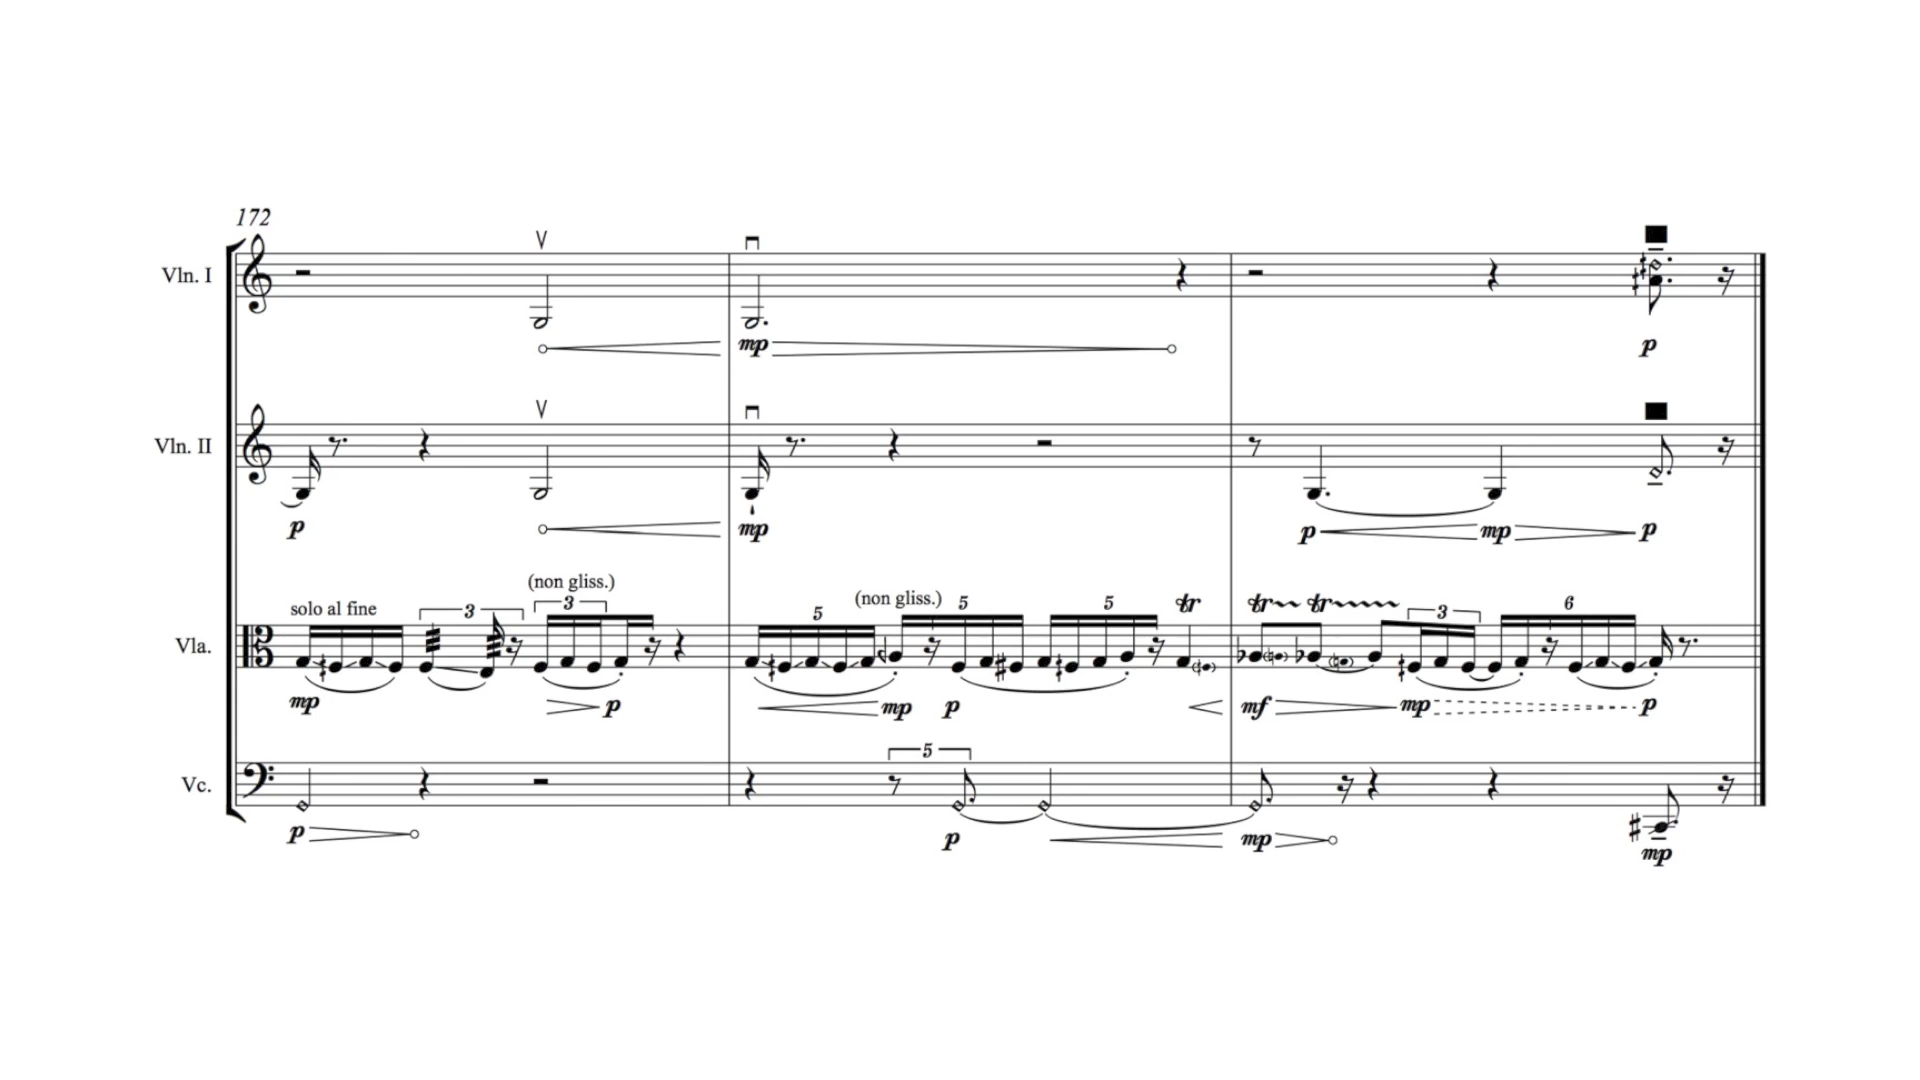 172
Vln. I
mp
p
Vln. II
p
mp
p
mp
p
(non gliss.)
solo al fine
3
3
(non gliss.)
5
5
5
tr
tr
tr
3
6
Vla.
mp
p
mp
p
mf
mp
p
5
Vc.
p
p
mp
mp